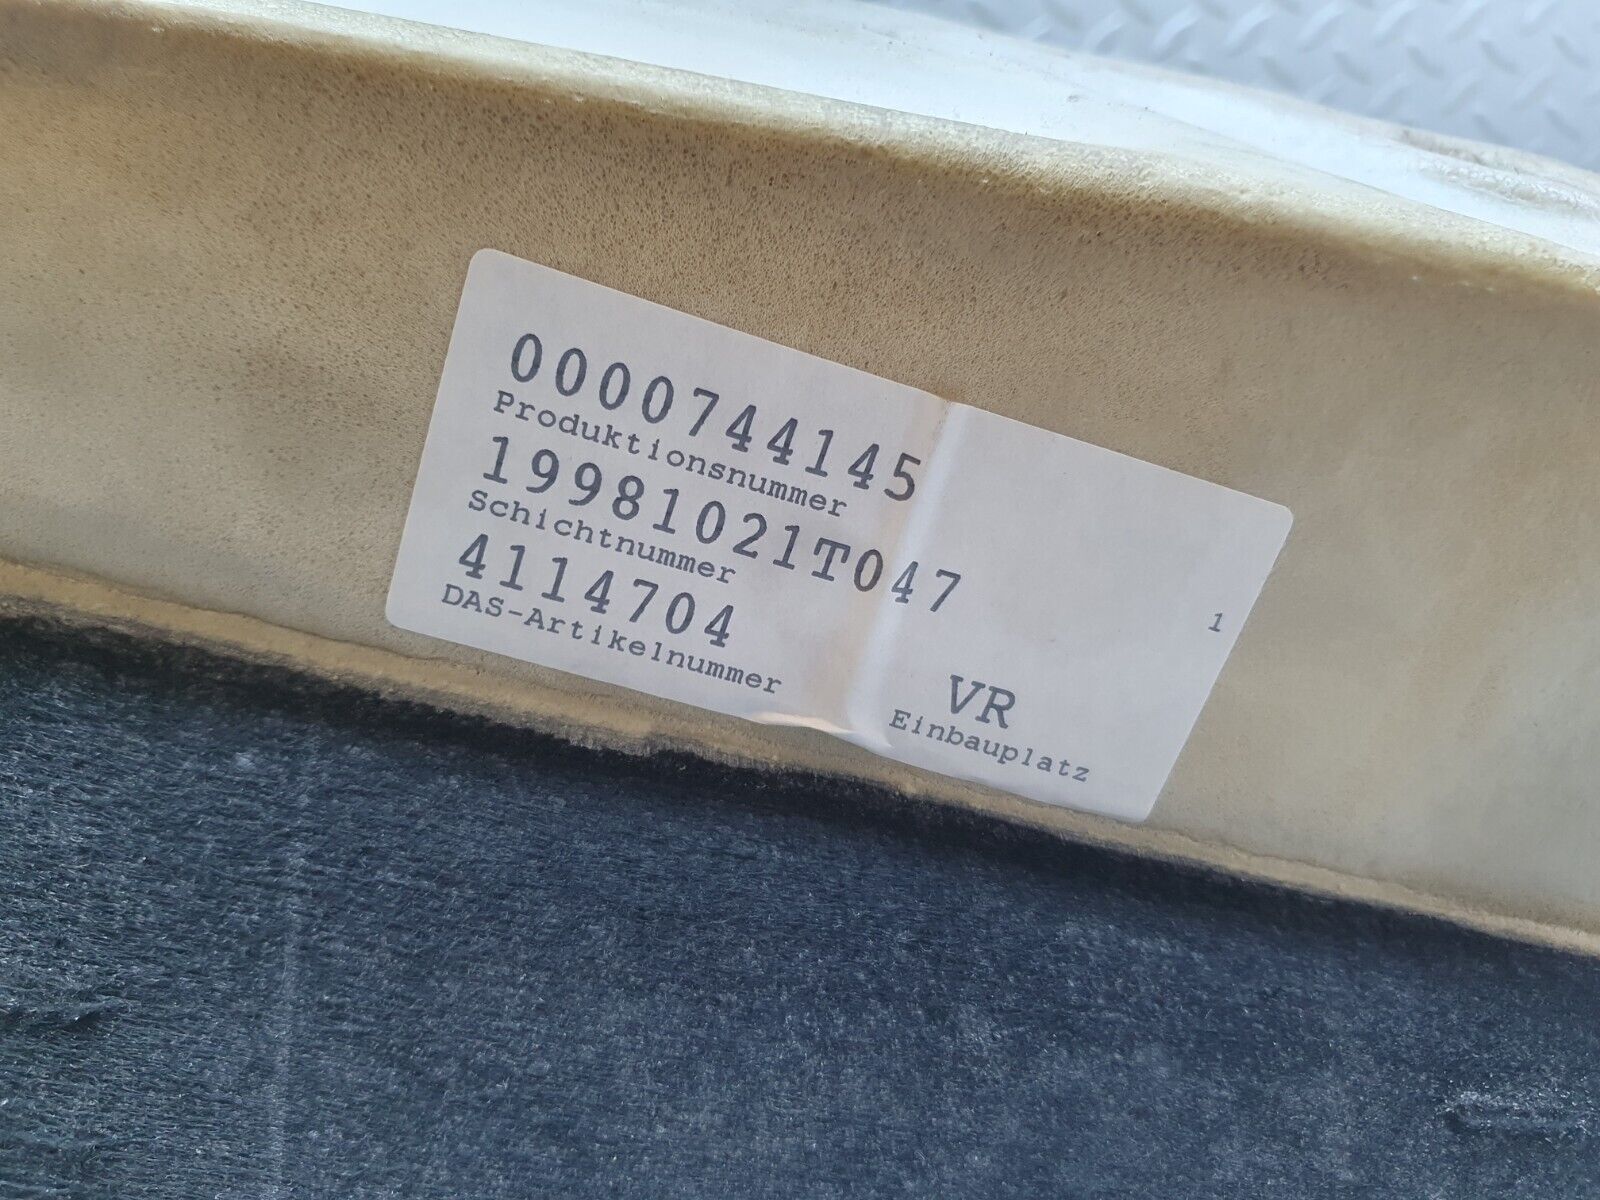 0000744145
Produktionsnummer
19981021T047
Schichtnummer
4114704
DAS-Artikelnummer
1
VR
Einbauplatz